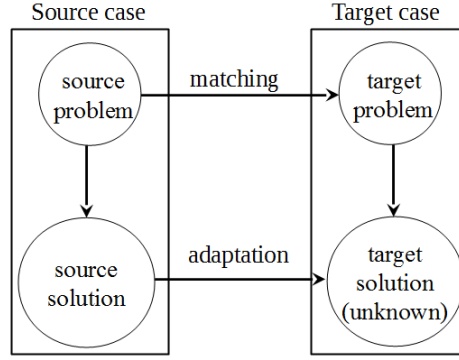 Source case
Target case
source
problem
matching
target
problem
source
solution
adaptation
target
solution
(unknown)